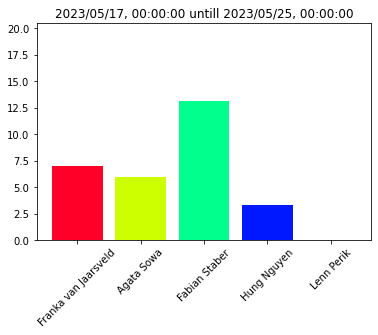 2023/05/17, 00:00:00 untill 2023/05/25, 00:00:00
20.0
17.5
15.0
12.5
10.0
7.5
5.0
2.5
0.0
Franka van Jaarsveld
Agata Sowa
Fabian Staber
Hung Nguyen
Lenn Perik